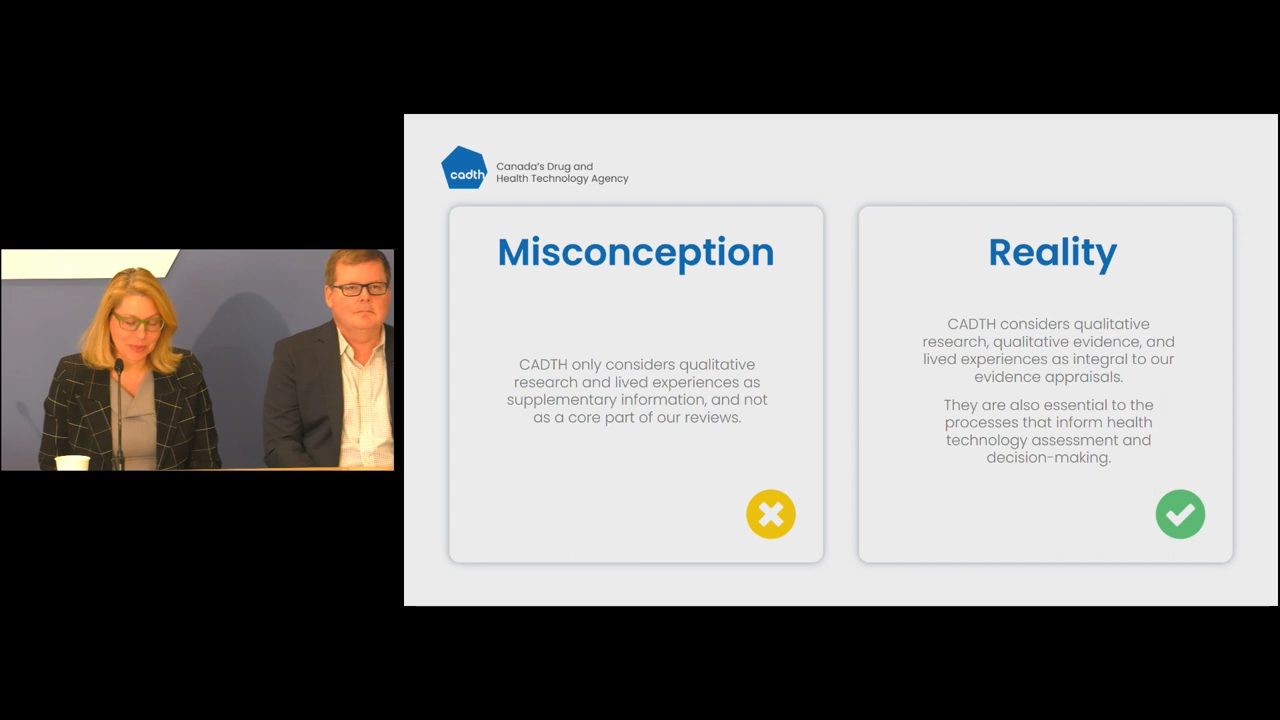 cadth
Canada's Drug and
Health Technology Agency
Misconception
CADTH only considers qualitative
research and lived experiences as
supplementary information, and not
as a core part of our reviews.
Reality
CADTH considers qualitative
research, qualitative evidence, and
lived experiences as integral to our
evidence appraisals.
They are also essential to the
processes that inform health
technology assessment and
decision-making.